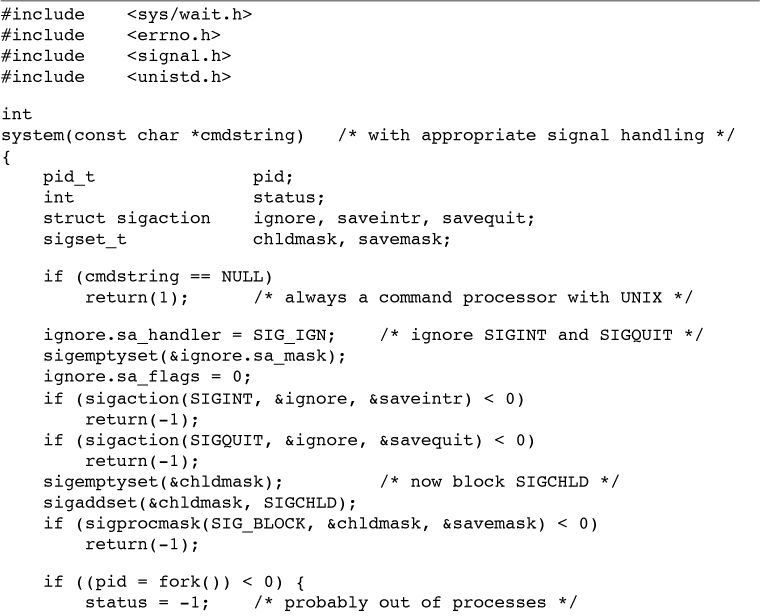 #include    <sys/wait.h>
#include    <errno.h>
#include    <signal.h>
#include    <unistd.h>

int
system(const char *cmdstring)   /* with appropriate signal handling */
{
    pid_t               pid;
    int                 status;
    struct sigaction    ignore, saveintr, savequit;
    sigset_t            chldmask, savemask;

    if (cmdstring == NULL)
        return(1);      /* always a command processor with UNIX */

    ignore.sa_handler = SIG_IGN;    /* ignore SIGINT and SIGQUIT */
    sigemptyset(&ignore.sa_mask);
    ignore.sa_flags = 0;
    if (sigaction(SIGINT, &ignore, &saveintr) < 0)
        return(-1);
    if (sigaction(SIGQUIT, &ignore, &savequit) < 0)
        return(-1);
    sigemptyset(&chldmask);         /* now block SIGCHLD */
    sigaddset(&chldmask, SIGCHLD);
    if (sigprocmask(SIG_BLOCK, &chldmask, &savemask) < 0)
        return(-1);

    if ((pid = fork()) < 0) {
        status = -1;    /* probably out of processes */